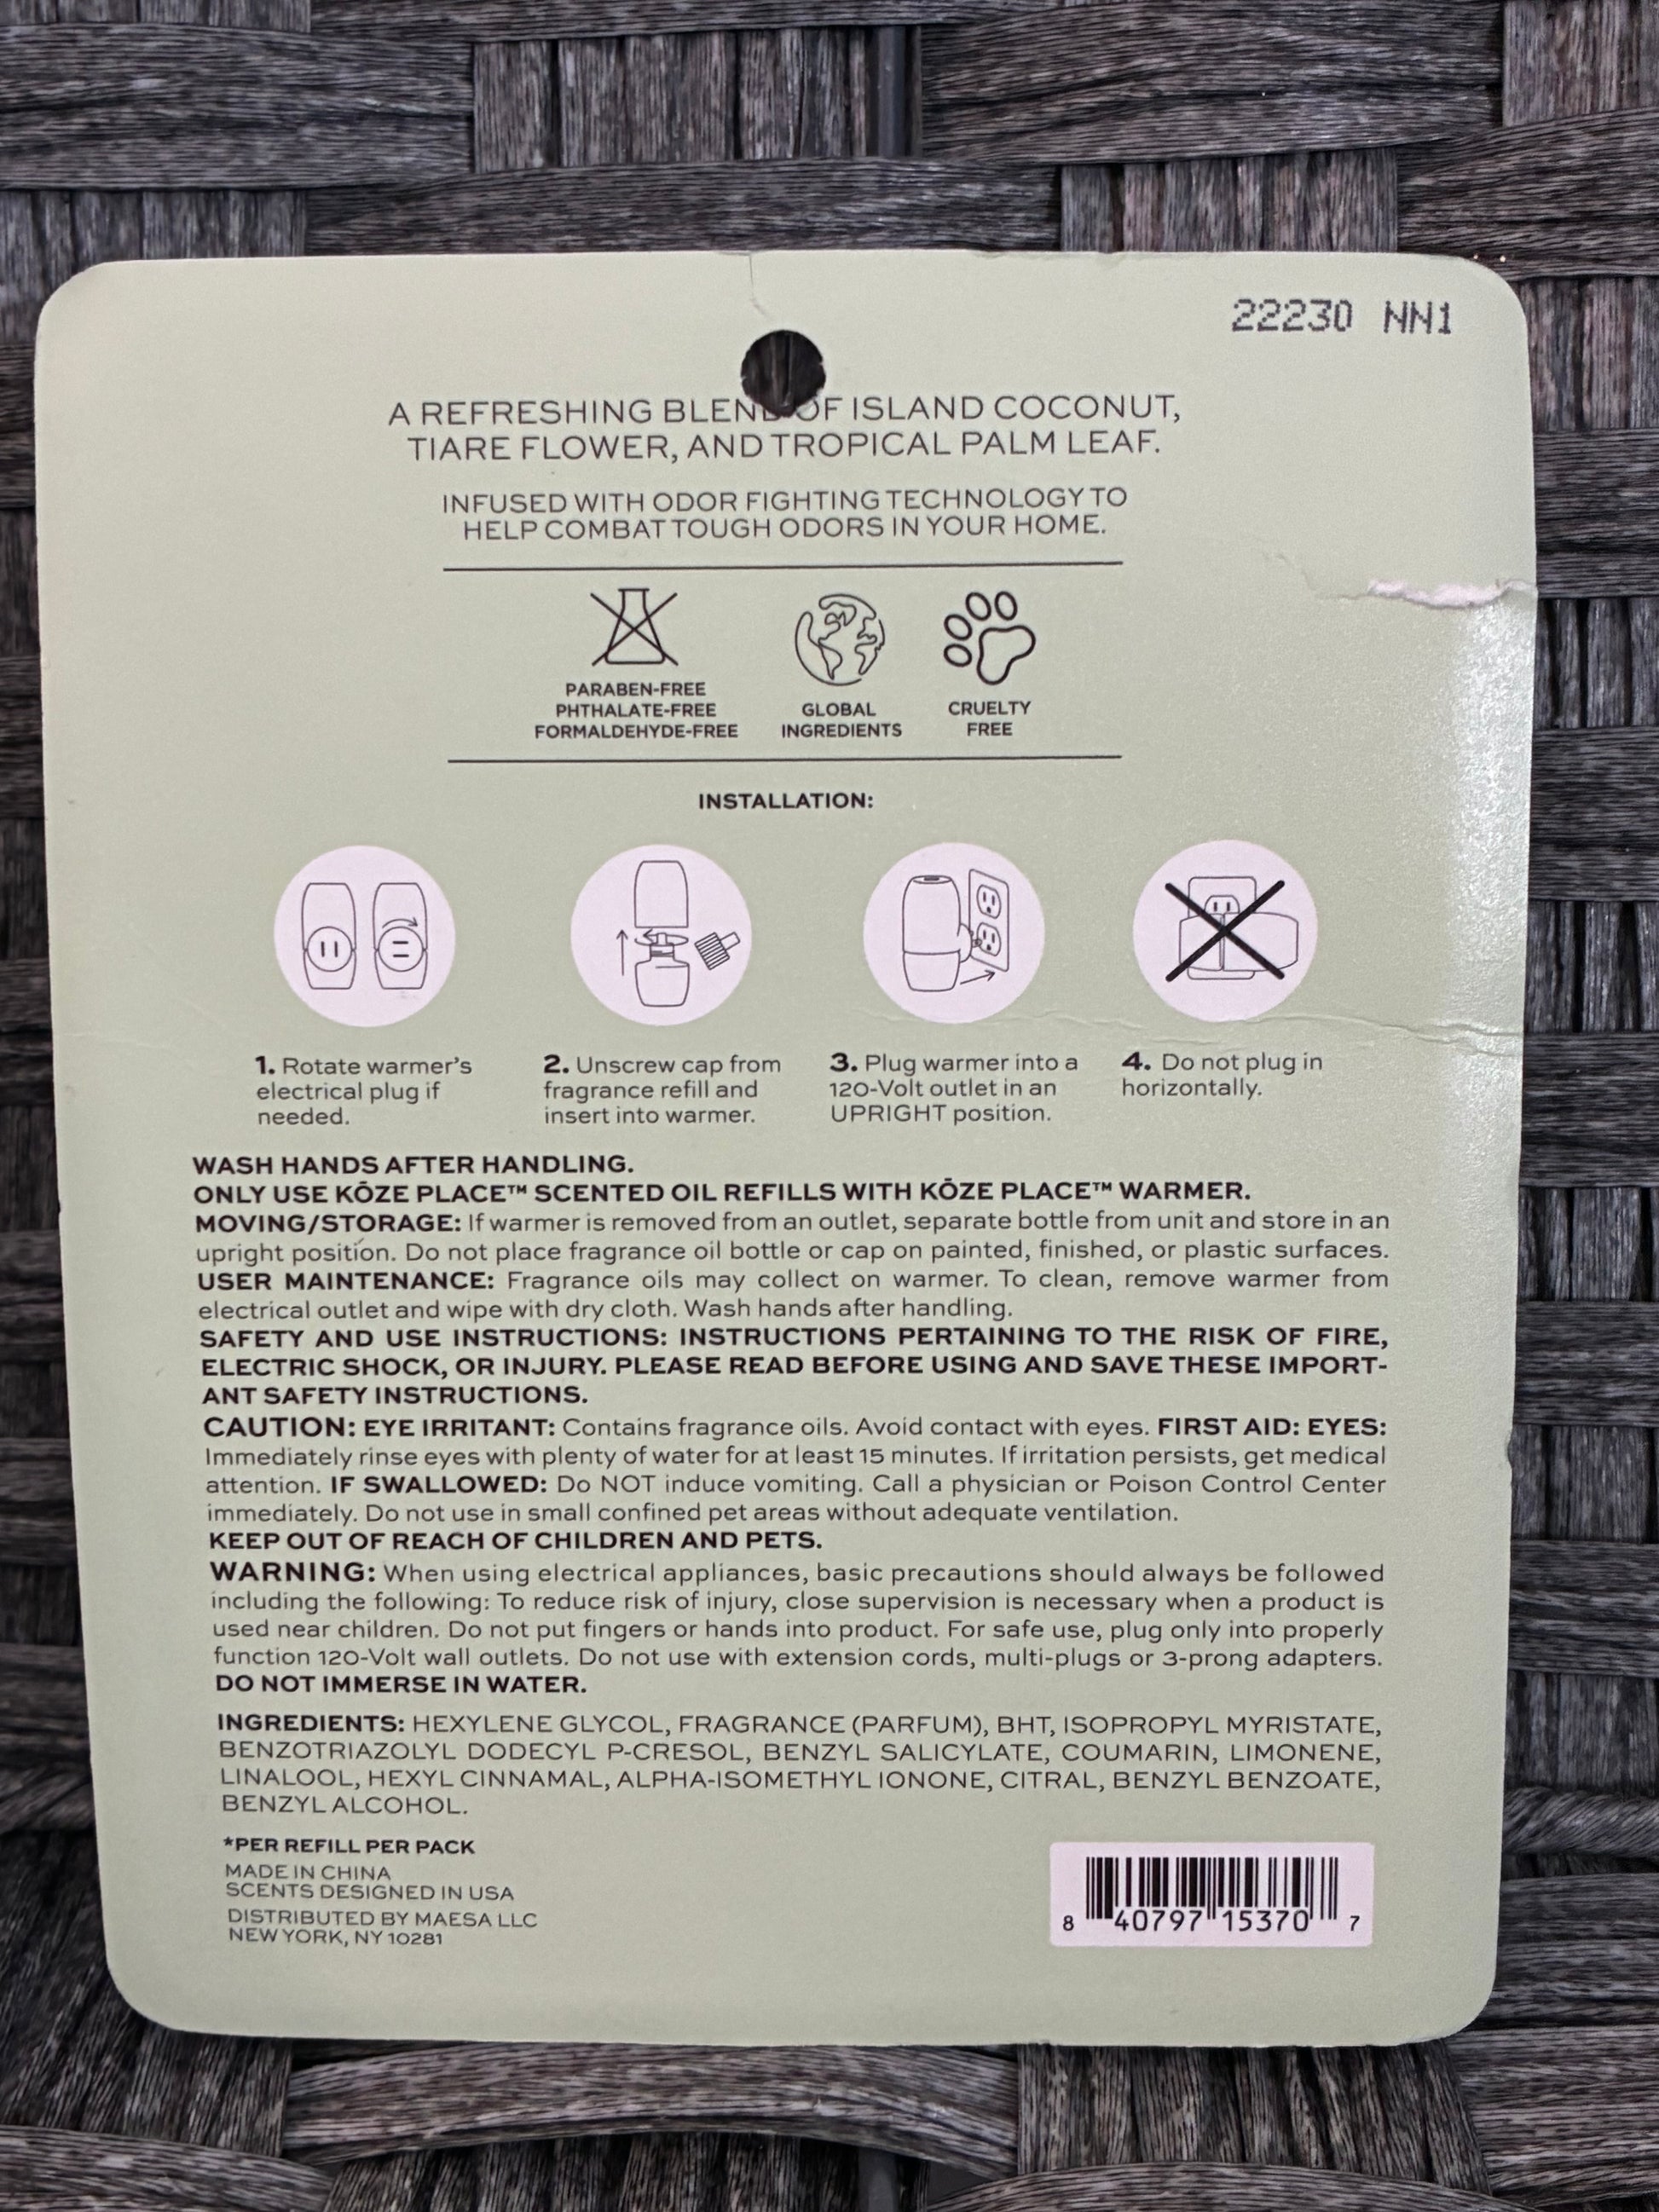 22230 NN1
A REFRESHING BLEND OF ISLAND COCONUT,
TIARE FLOWER, AND TROPICAL PALM LEAF.
INFUSED WITH ODOR FIGHTING TECHNOLOGY TO
HELP COMBAT TOUGH ODORS IN YOUR HOME.
PARABEN-FREE
PHTHALATE-FREE
FORMALDEHYDE-FREE
GLOBAL
INGREDIENTS
CRUELTY
FREE
INSTALLATION:
1. Rotate warmer's
electrical plug if
needed.
2. Unscrew cap from
fragrance refill and
insert into warmer.
3. Plug warmer into a
120-Volt outlet in an
UPRIGHT position.
4. Do not plug in
horizontally.
WASH HANDS AFTER HANDLING.
ONLY USE KŌZE PLACE™ SCENTED OIL REFILLS WITH KŌZE PLACE™ WARMER.
MOVING/STORAGE: If warmer is removed from an outlet, separate bottle from unit and store in an
upright position. Do not place fragrance oil bottle or cap on painted, finished, or plastic surfaces.
USER MAINTENANCE: Fragrance oils may collect on warmer. To clean, remove warmer from
electrical outlet and wipe with dry cloth. Wash hands after handling.
SAFETY AND USE INSTRUCTIONS: INSTRUCTIONS PERTAINING TO THE RISK OF FIRE,
ELECTRIC SHOCK, OR INJURY. PLEASE READ BEFORE USING AND SAVE THESE IMPORT-
ANT SAFETY INSTRUCTIONS.
CAUTION: EYE IRRITANT: Contains fragrance oils. Avoid contact with eyes. FIRST AID: EYES:
Immediately rinse eyes with plenty of water for at least 15 minutes. If irritation persists, get medical
attention. IF SWALLOWED: Do NOT induce vomiting. Call a physician or Poison Control Center
immediately. Do not use in small confined pet areas without adequate ventilation.
KEEP OUT OF REACH OF CHILDREN AND PETS.
WARNING: When using electrical appliances, basic precautions should always be followed
including the following: To reduce risk of injury, close supervision is necessary when a product is
used near children. Do not put fingers or hands into product. For safe use, plug only into properly
function 120-Volt wall outlets. Do not use with extension cords, multi-plugs or 3-prong adapters.
DO NOT IMMERSE IN WATER.
INGREDIENTS: HEXYLENE GLYCOL, FRAGRANCE (PARFUM), BHT, ISOPROPYL MYRISTATE,
BENZOTRIAZOLYL DODECYL P-CRESOL, BENZYL SALICYLATE, COUMARIN, LIMONENE,
LINALOOL, HEXYL CINNAMAL, ALPHA-ISOMETHYL IONONE, CITRAL, BENZYL BENZOATE,
BENZYL ALCOHOL.
*PER REFILL PER PACK
MADE IN CHINA
SCENTS DESIGNED IN USA
DISTRIBUTED BY MAESA LLC
NEW YORK, NY 10281
8 40797 15370 7